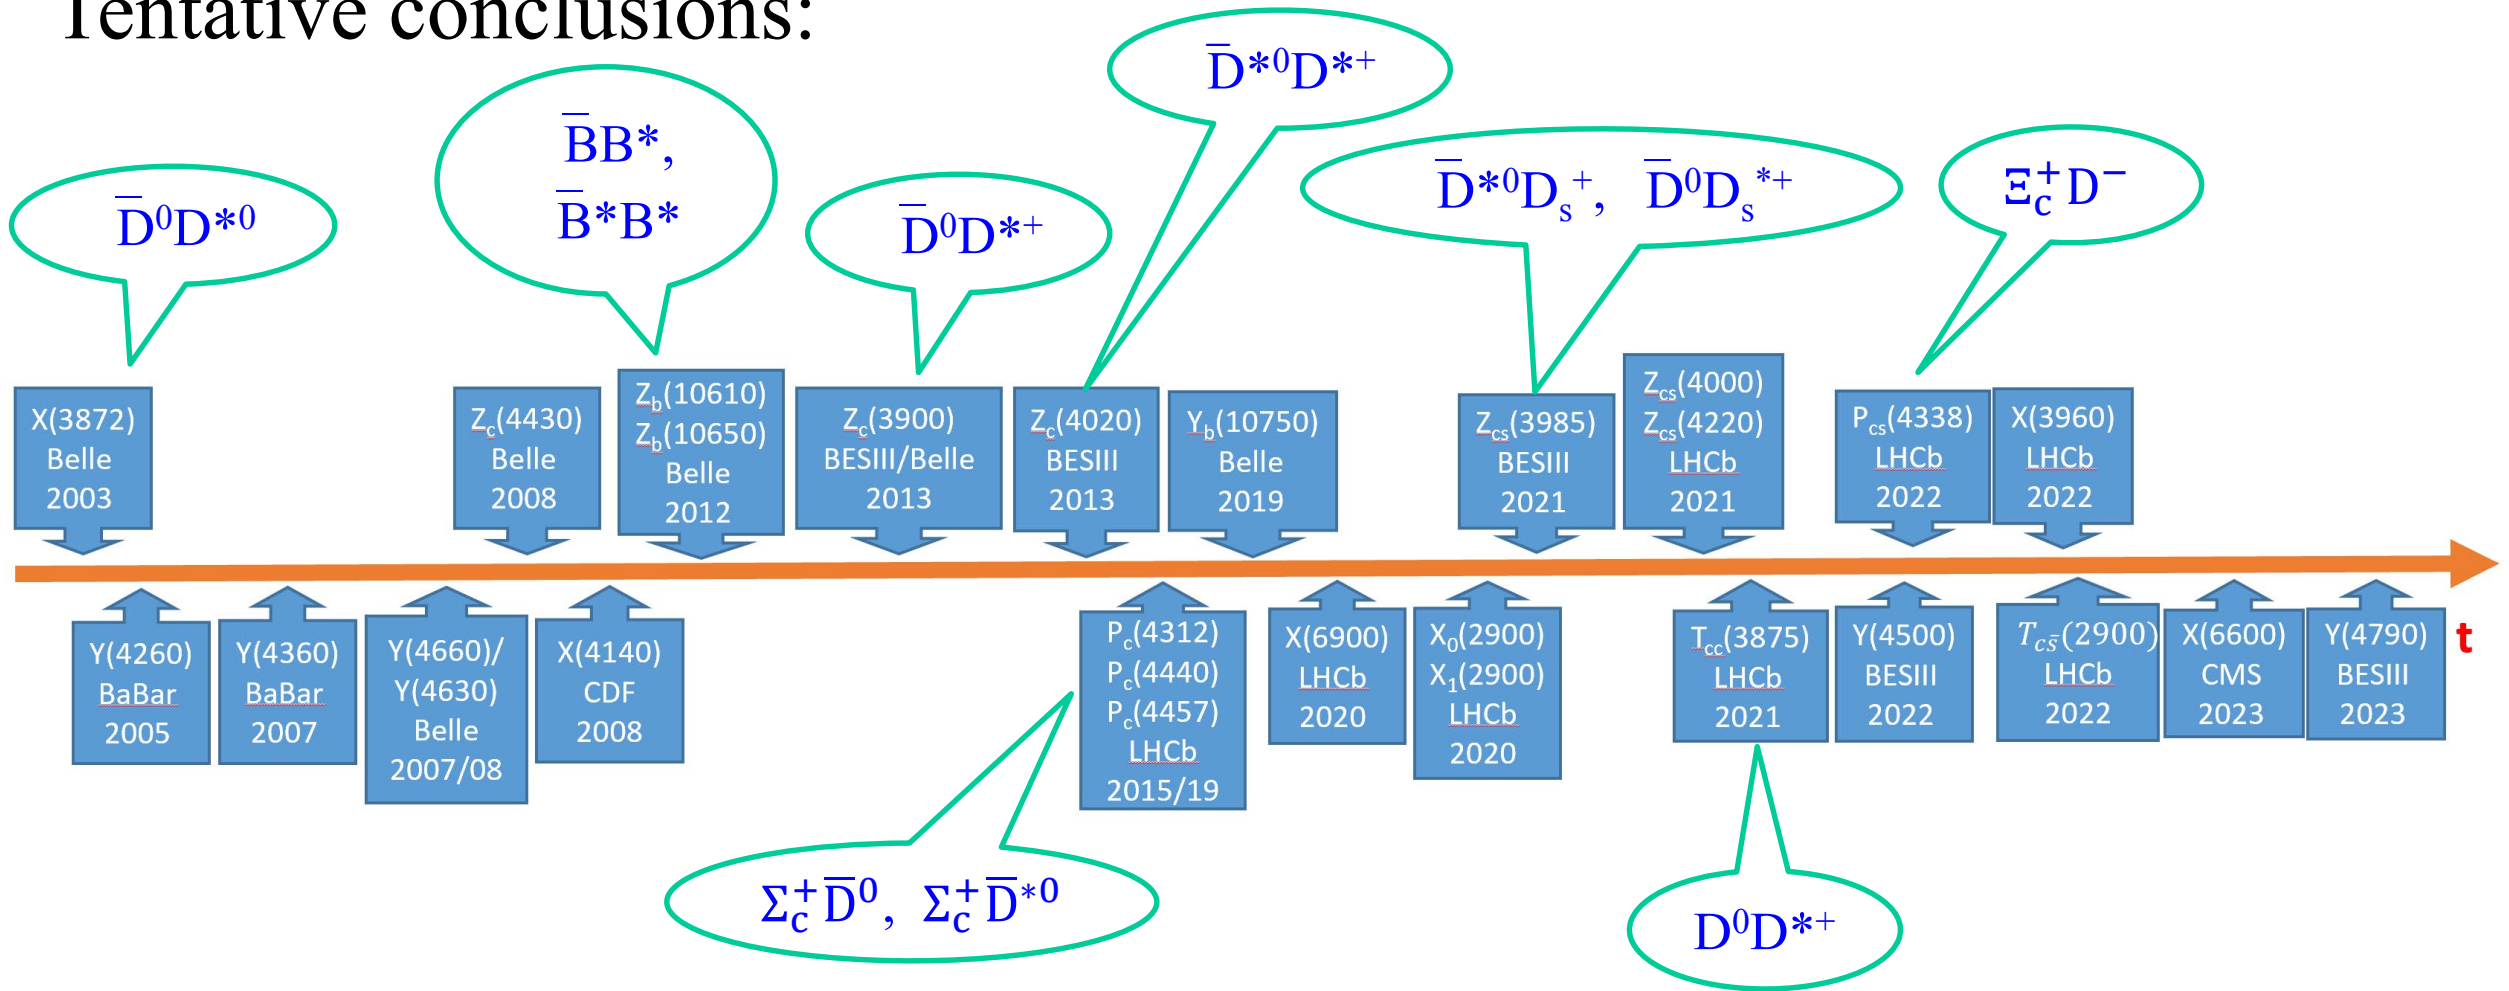 Tentative conclusions:
D̅*⁰D*⁺
B̅B*,
B̅*B*
D̅*⁰Dₛ⁺, D̅⁰Dₛ*⁺
Ξc⁺D⁻
D̅⁰D*⁰
D̅⁰D*⁺
X(3872)
Belle
2003
Zc(4430)
Belle
2008
Zb(10610)
Zb(10650)
Belle
2012
Zc(3900)
BESIII/Belle
2013
Zc(4020)
BESIII
2013
Yb(10750)
Belle
2019
Zcs(3985)
BESIII
2021
Zcs(4000)
Zcs(4220)
LHCb
2021
Pcs(4338)
LHCb
2022
X(3960)
LHCb
2022
Y(4260)
BaBar
2005
Y(4360)
BaBar
2007
Y(4660)/
Y(4630)
Belle
2007/08
X(4140)
CDF
2008
Pc(4312)
Pc(4440)
Pc(4457)
LHCb
2015/19
X(6900)
LHCb
2020
X₀(2900)
X₁(2900)
LHCb
2020
Tcc(3875)
LHCb
2021
Y(4500)
BESIII
2022
Tcs̅(2900)
LHCb
2022
X(6600)
CMS
2023
Y(4790)
BESIII
2023
t
Σc⁺D̅⁰, Σc⁺D̅*⁰
D⁰D*⁺